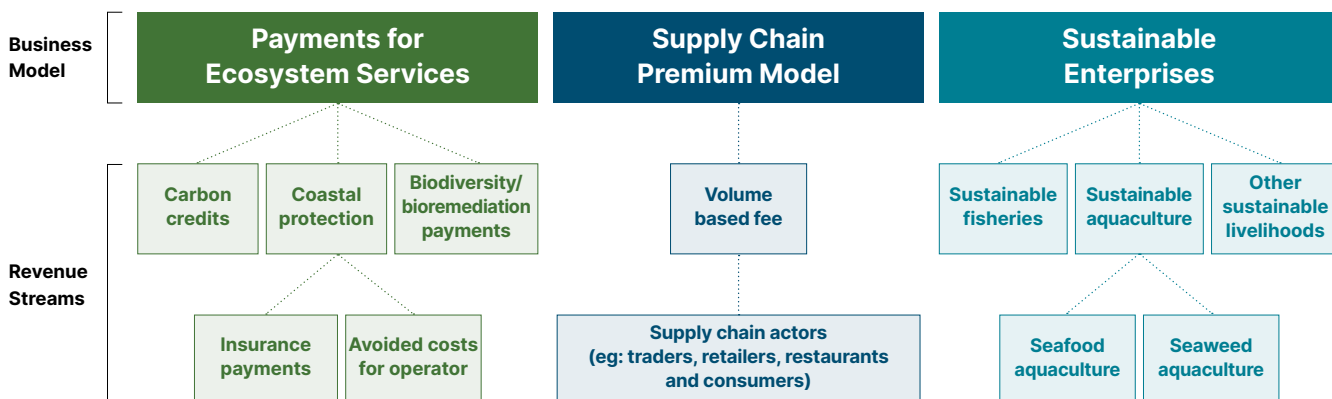 Business
Model
Payments for
Ecosystem Services
Supply Chain
Premium Model
Sustainable
Enterprises
Revenue
Streams
Carbon
credits
Coastal
protection
Biodiversity/
bioremediation
payments
Volume
based fee
Sustainable
fisheries
Sustainable
aquaculture
Other
sustainable
livelihoods
Insurance
payments
Avoided costs
for operator
Supply chain actors
(eg: traders, retailers, restaurants
and consumers)
Seafood
aquaculture
Seaweed
aquaculture